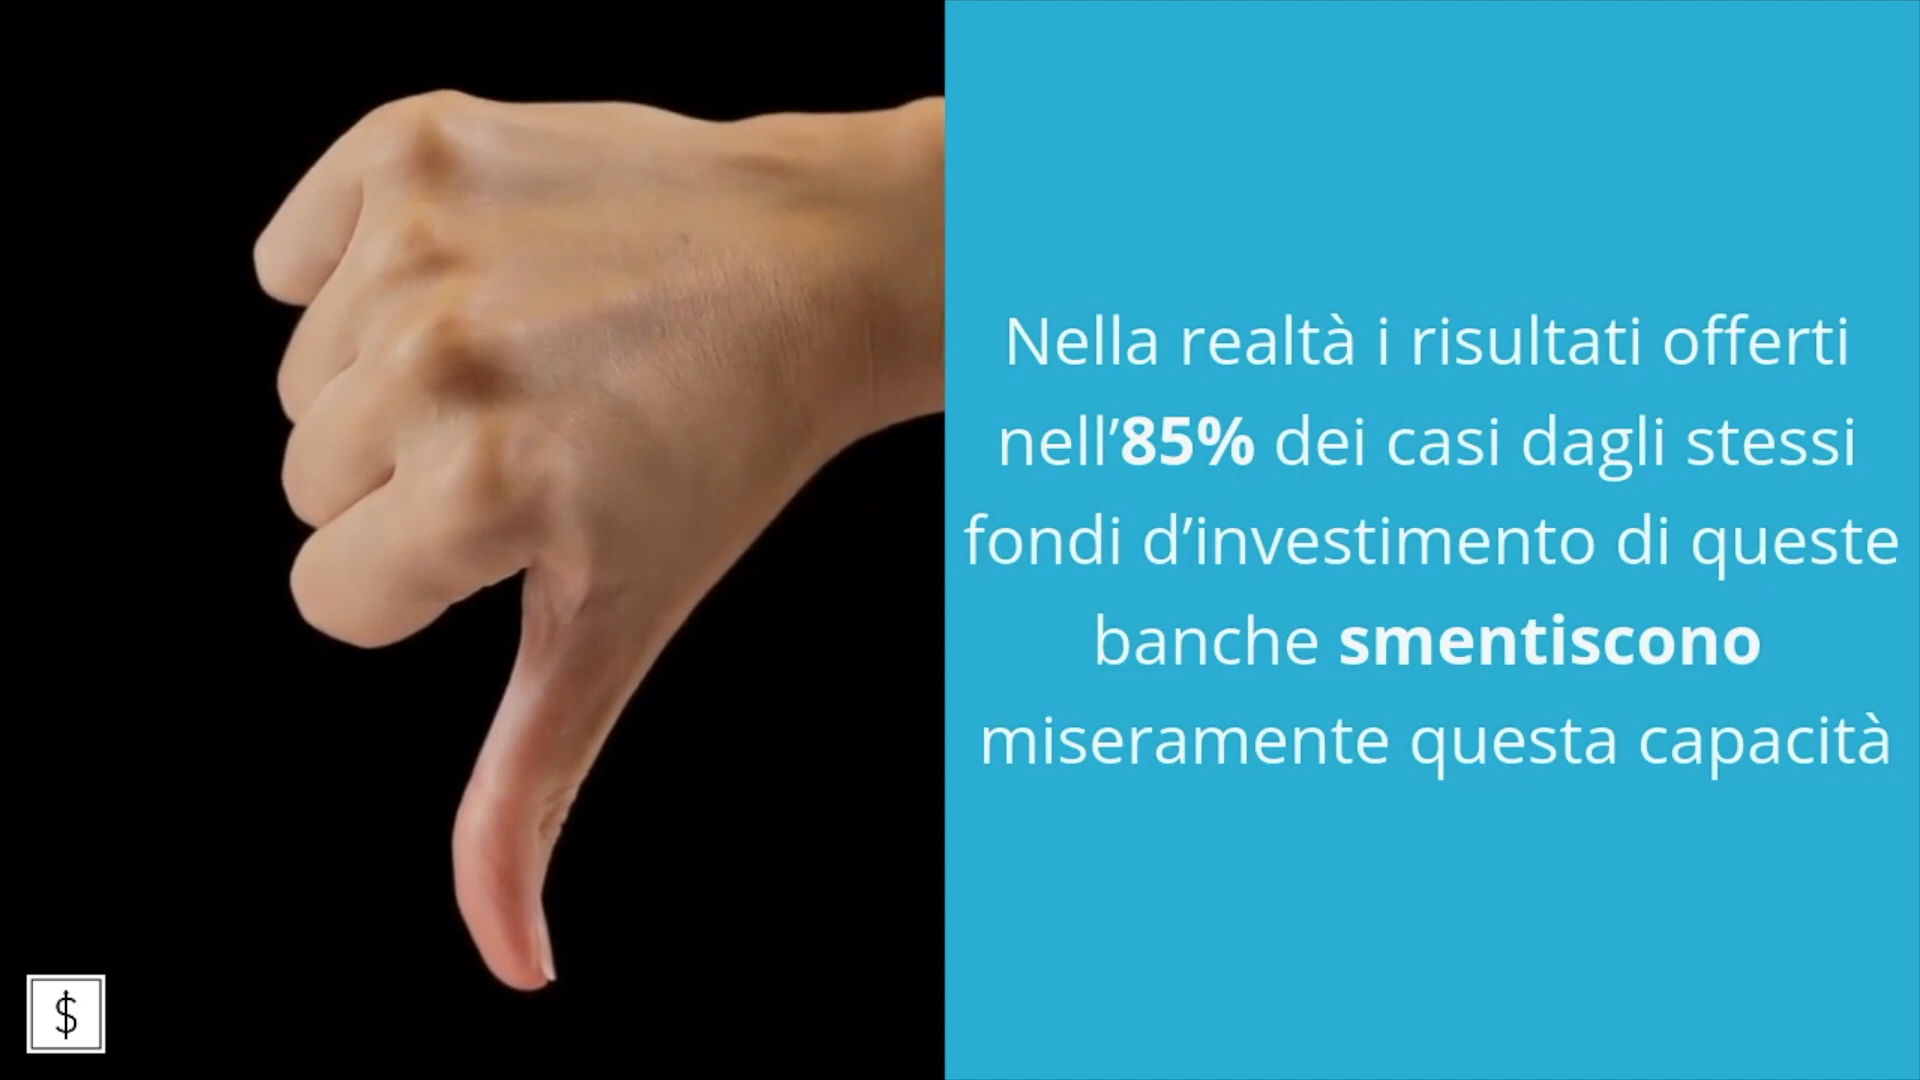 Nella realtà i risultati offerti
nell’85% dei casi dagli stessi
fondi d’investimento di queste
banche smentiscono
miseramente questa capacità
$